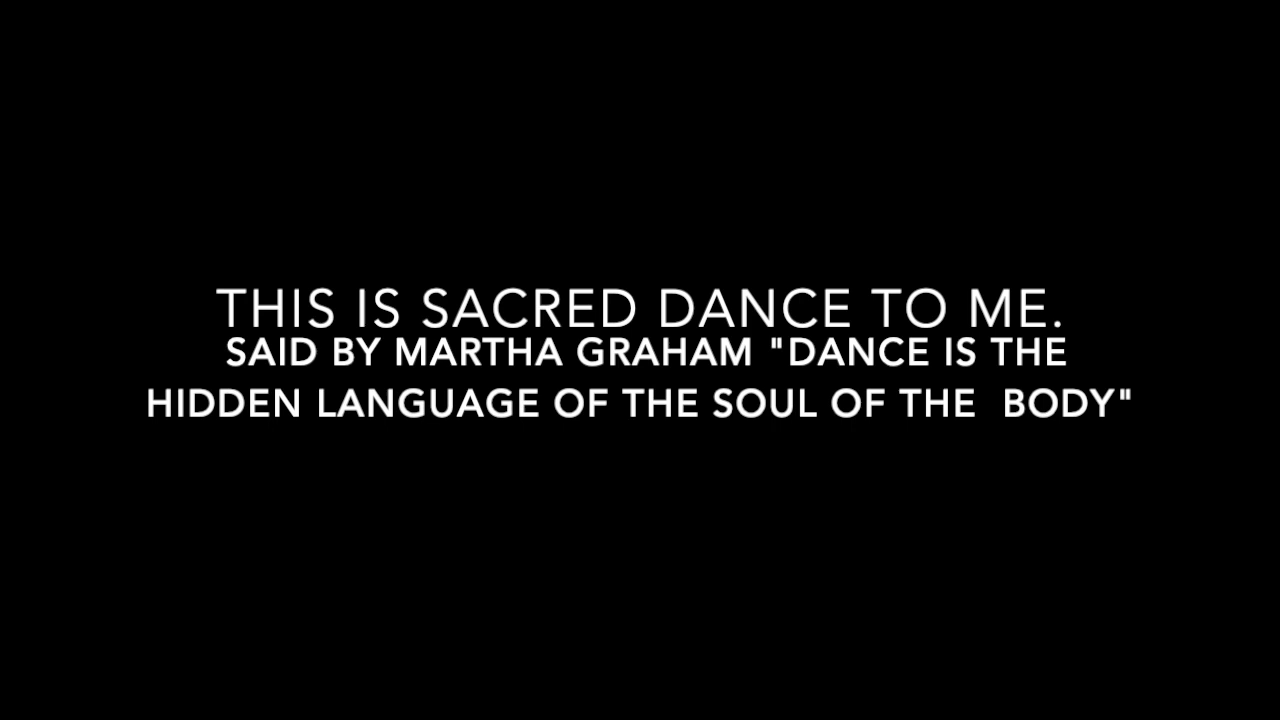 THIS IS SACRED DANCE TO ME.
SAID BY MARTHA GRAHAM "DANCE IS THE
HIDDEN LANGUAGE OF THE SOUL OF THE  BODY"